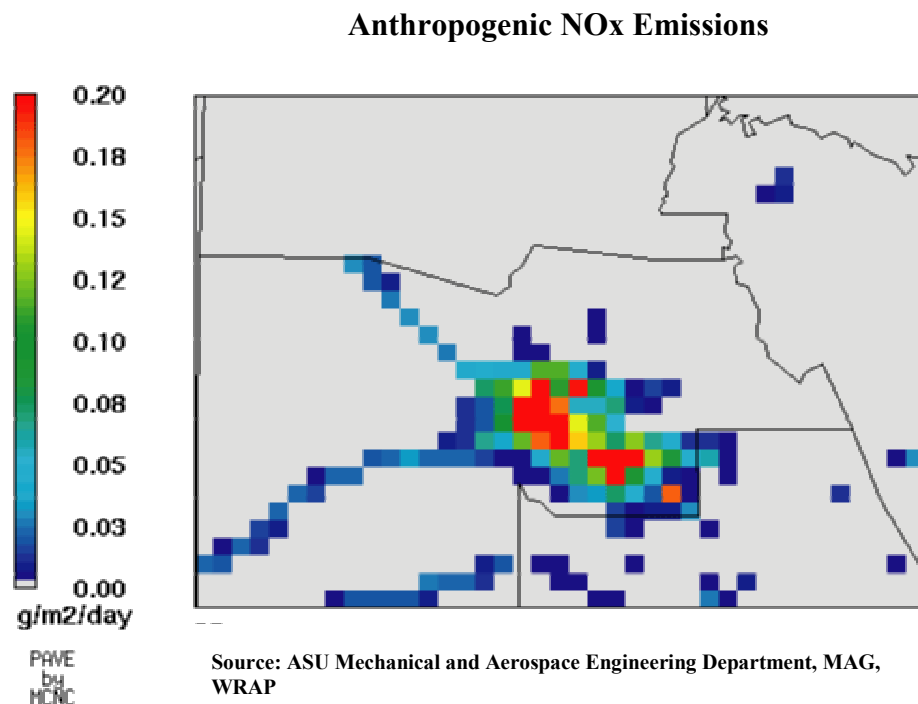 Anthropogenic NOx Emissions
0.20
0.18
0.15
0.12
0.10
0.08
0.05
0.03
0.00
g/m2/day
PAVE
by
MCNC
Source: ASU Mechanical and Aerospace Engineering Department, MAG,
WRAP